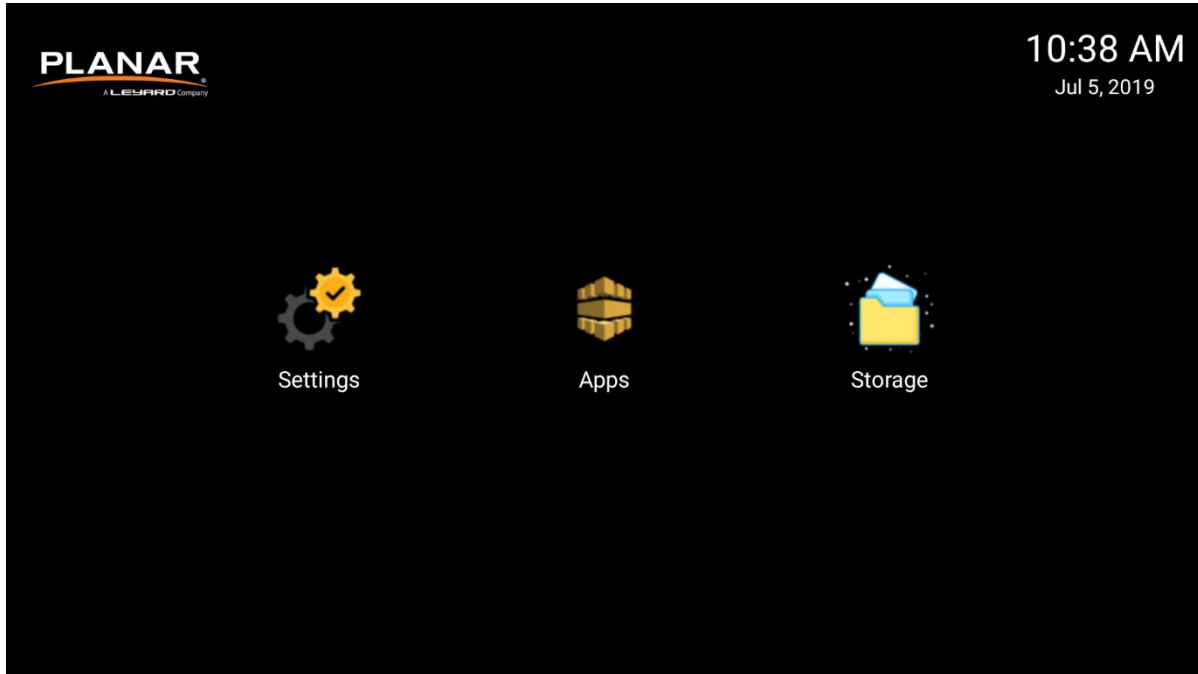 PLANAR®
A LEYARD Company
10:38 AM
Jul 5, 2019
Settings
Apps
Storage